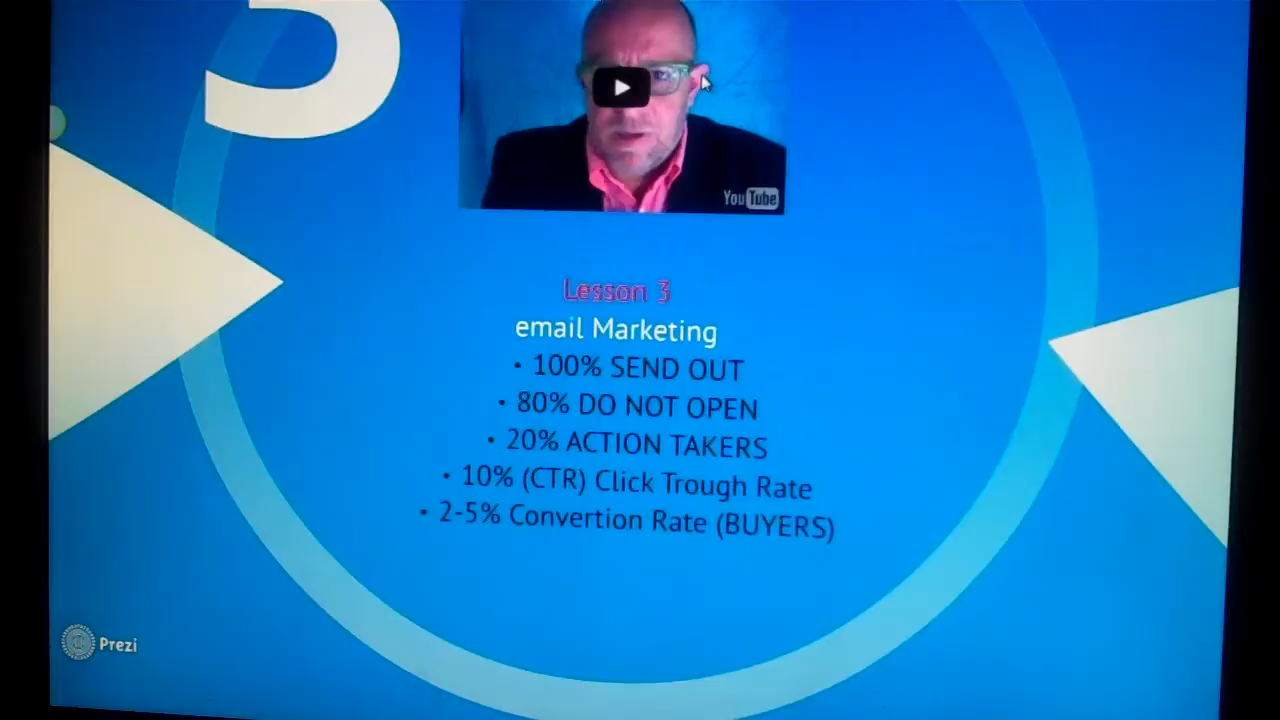 3
YouTube
Lesson 3
email Marketing
• 100% SEND OUT
• 80% DO NOT OPEN
• 20% ACTION TAKERS
• 10% (CTR) Click Trough Rate
• 2-5% Convertion Rate (BUYERS)
Prezi